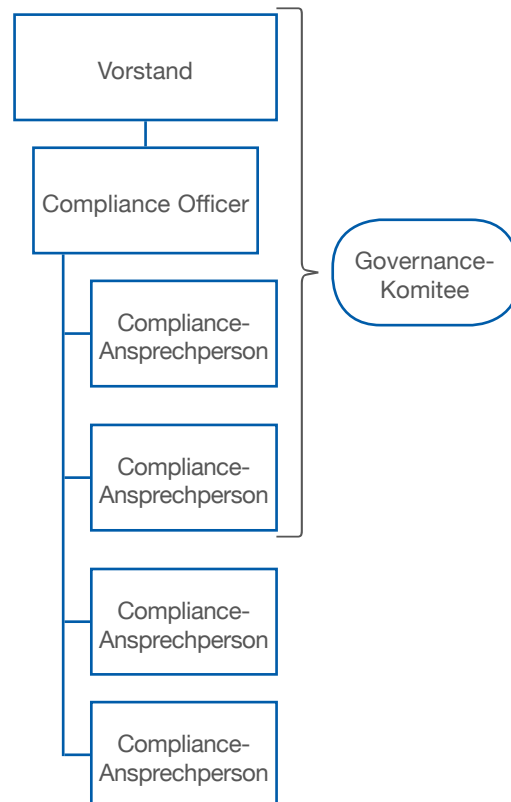 Vorstand
Compliance Officer
Governance-
Komitee
Compliance-
Ansprechperson
Compliance-
Ansprechperson
Compliance-
Ansprechperson
Compliance-
Ansprechperson